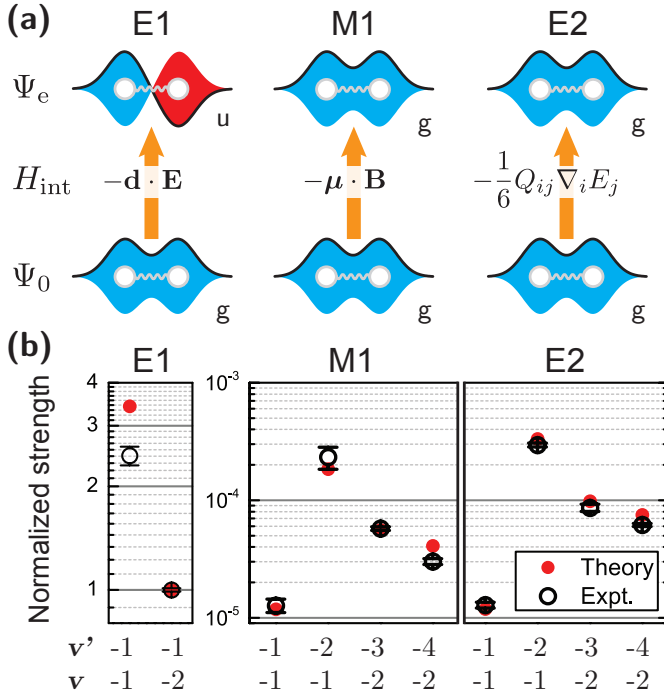 (a)
E1 M1 E2
Ψe
u g g
Hint −d · E −μ · B −1/6 Qij ∇i Ej
Ψ0
g g g
(b)
E1 M1 E2
Normalized strength
4 3 2 1
10-3 10-4 10-5
Theory
Expt.
v' -1 -1 -1 -2 -3 -4 -1 -2 -3 -4
v -1 -2 -1 -1 -2 -2 -1 -1 -2 -2